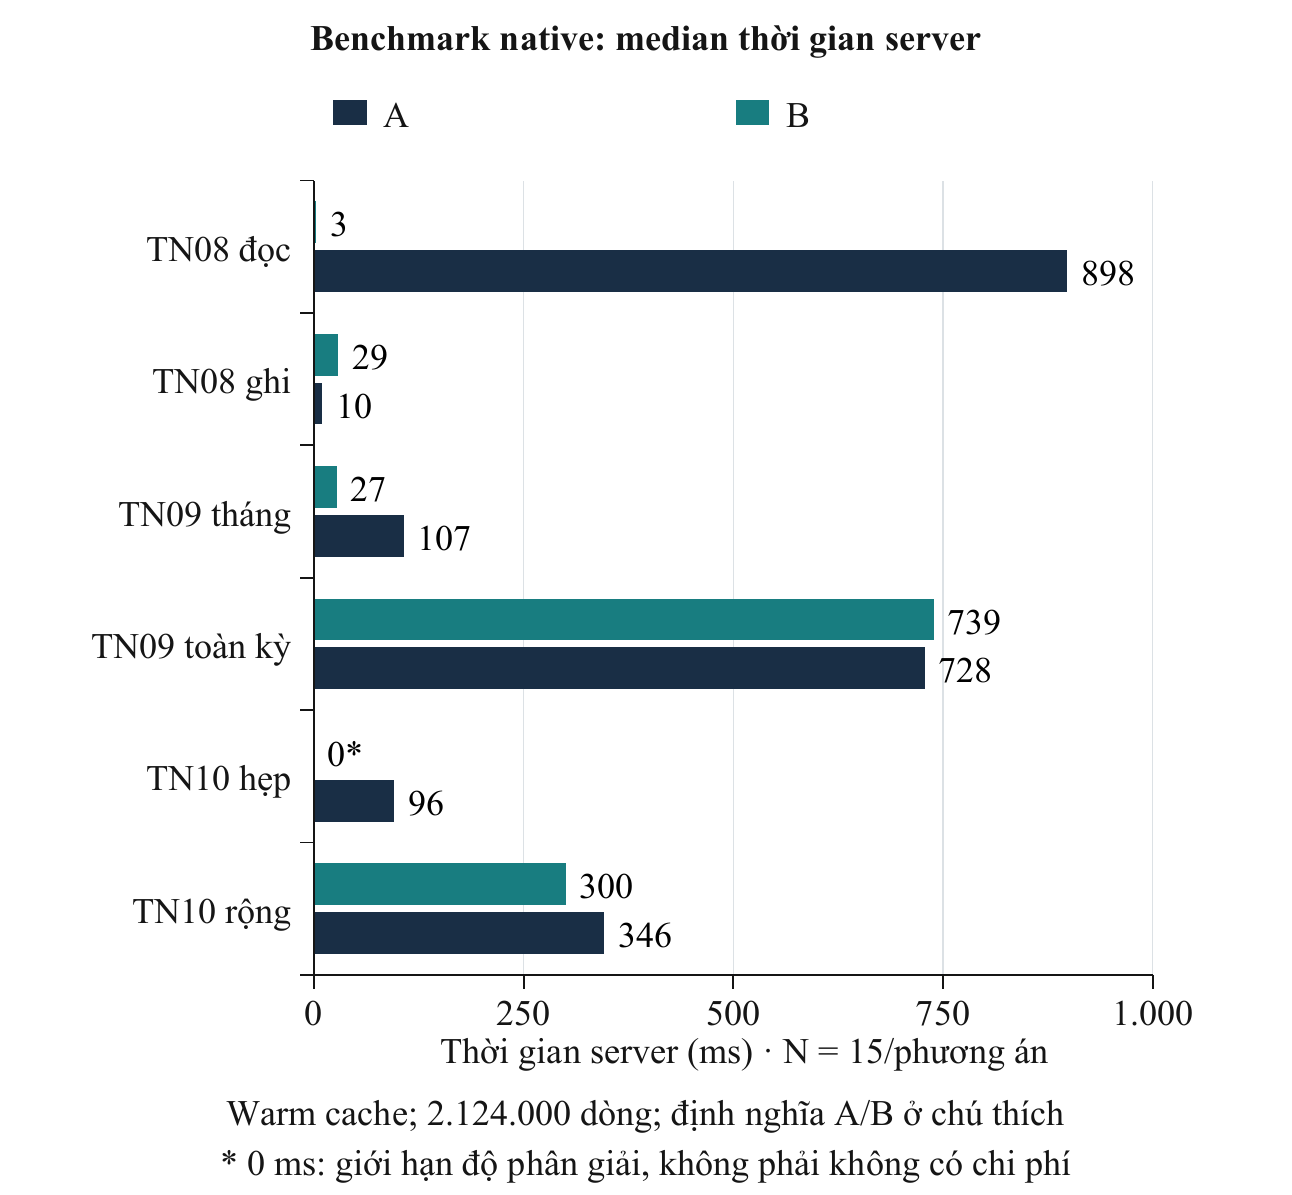 Benchmark native: median thời gian server
A B
3
TN08 đọc
898
29
TN08 ghi
10
27
TN09 tháng
107
739
TN09 toàn kỳ
728
0*
TN10 hẹp
96
300
TN10 rộng
346
0 250 500 750 1.000
Thời gian server (ms) · N = 15/phương án
Warm cache; 2.124.000 dòng; định nghĩa A/B ở chú thích
* 0 ms: giới hạn độ phân giải, không phải không có chi phí